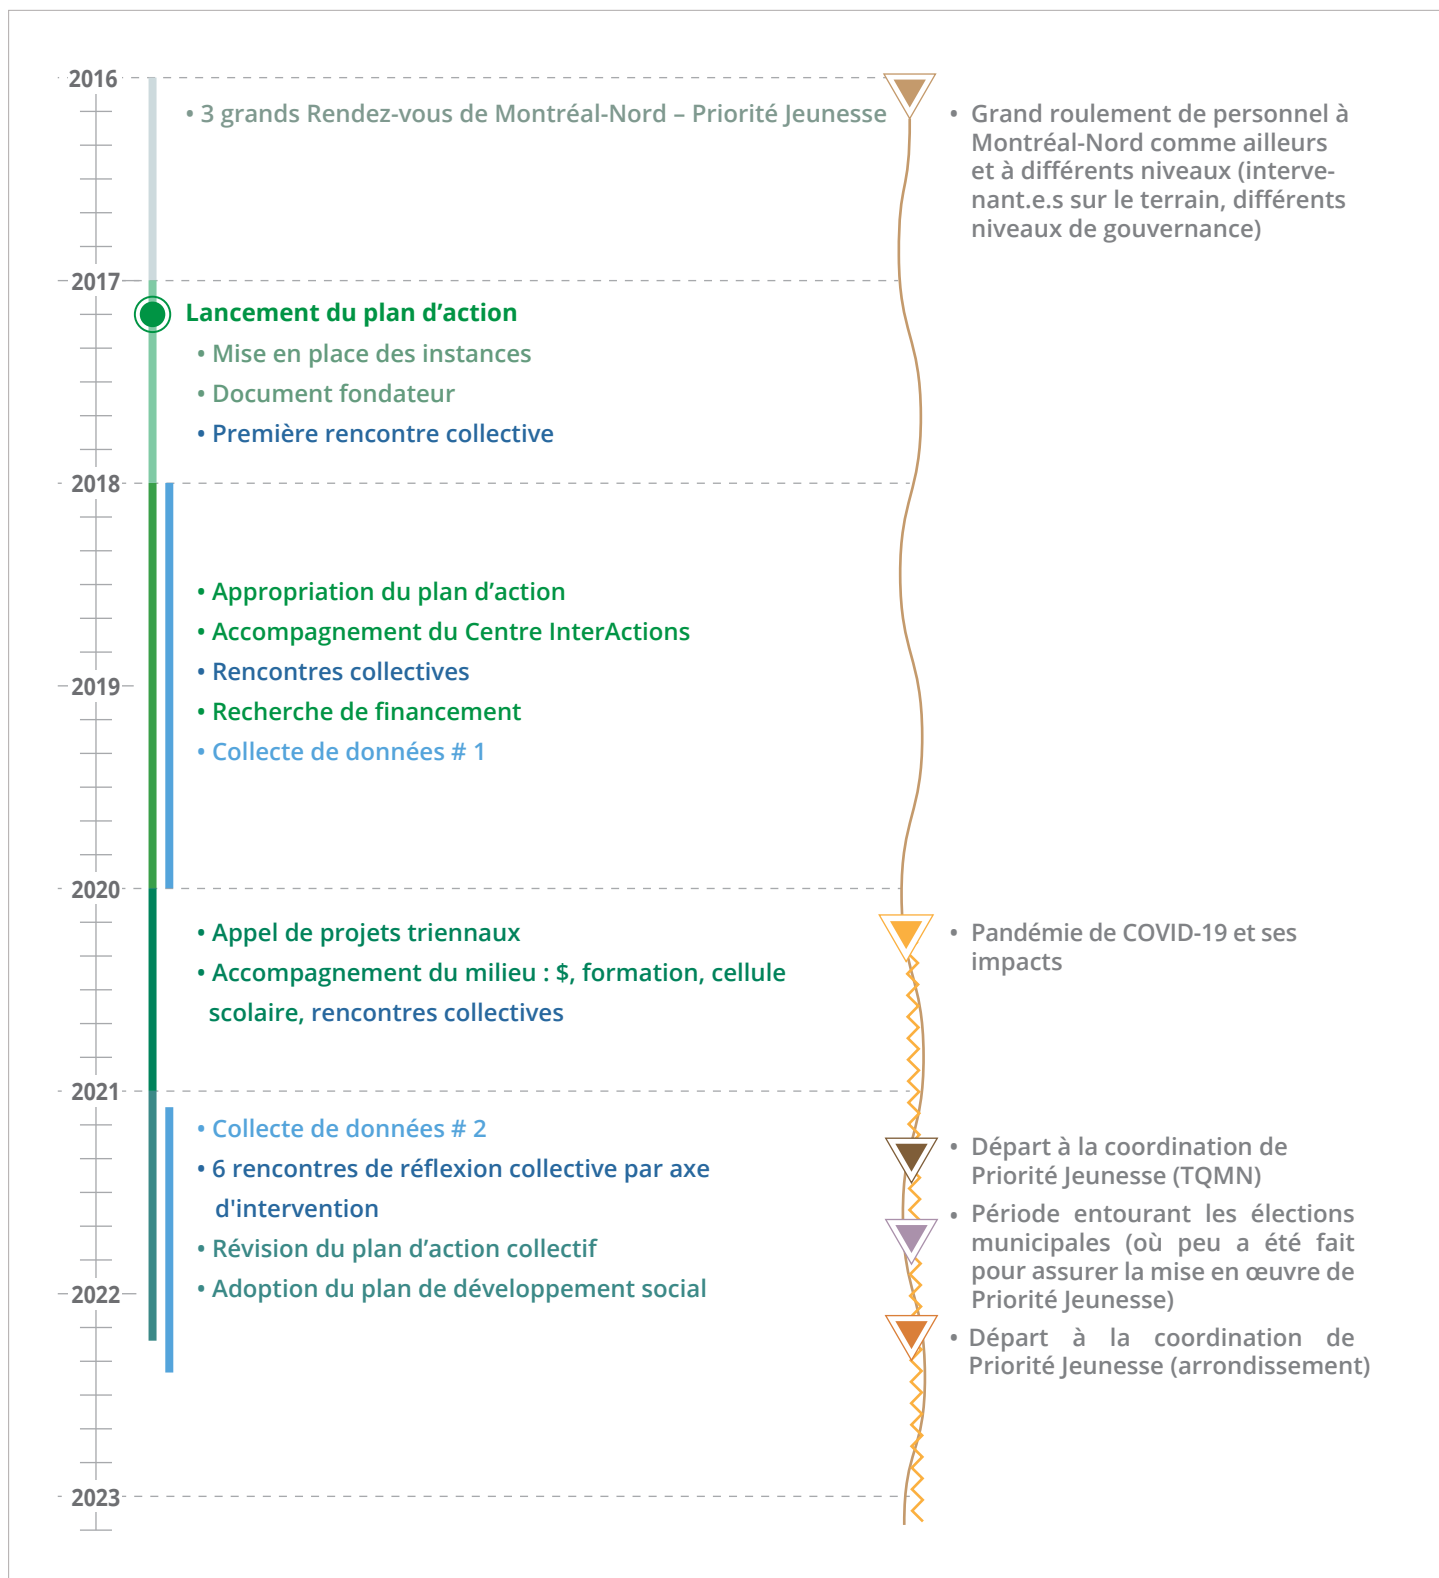 2016
• 3 grands Rendez-vous de Montréal-Nord – Priorité Jeunesse
• Grand roulement de personnel à
Montréal-Nord comme ailleurs
et à différents niveaux (interve-
nant.e.s sur le terrain, différents
niveaux de gouvernance)
2017
Lancement du plan d’action
• Mise en place des instances
• Document fondateur
• Première rencontre collective
2018
• Appropriation du plan d’action
• Accompagnement du Centre InterActions
• Rencontres collectives
2019
• Recherche de financement
• Collecte de données # 1
2020
• Appel de projets triennaux
• Accompagnement du milieu : $, formation, cellule
scolaire, rencontres collectives
• Pandémie de COVID-19 et ses
impacts
2021
• Collecte de données # 2
• 6 rencontres de réflexion collective par axe
d'intervention
• Révision du plan d’action collectif
• Adoption du plan de développement social
• Départ à la coordination de
Priorité Jeunesse (TQMN)
• Période entourant les élections
municipales (où peu a été fait
pour assurer la mise en œuvre de
Priorité Jeunesse)
2022
• Départ à la coordination de
Priorité Jeunesse (arrondissement)
2023